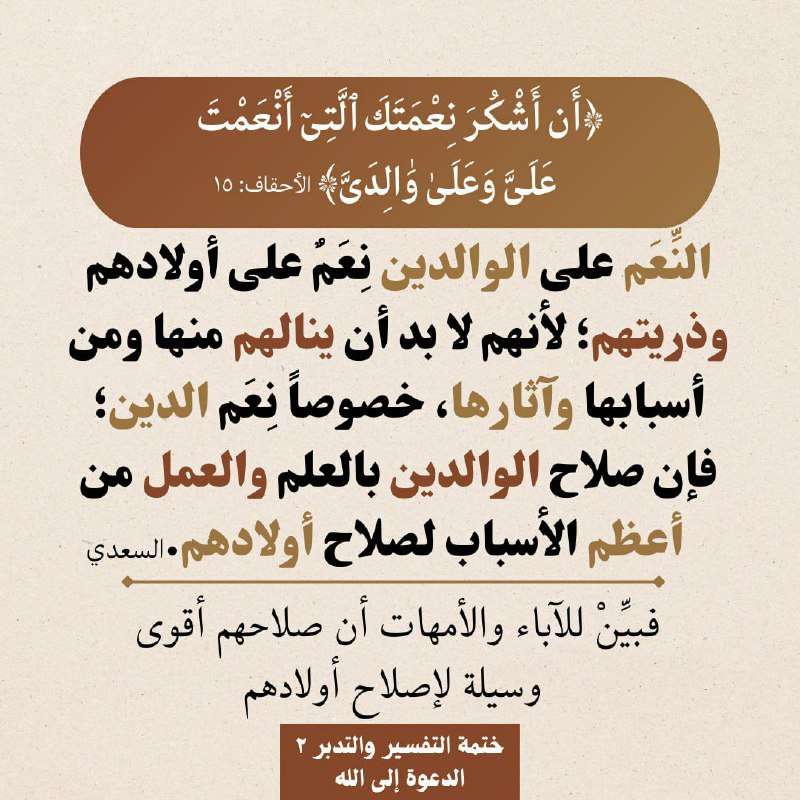 ﴿أَن أَشْكُرَ نِعْمَتَكَ ٱلَّتِىٓ أَنْعَمْتَ
عَلَىَّ وَعَلَىٰ وَٰلِدَىَّ﴾ الأحقاف: ١٥
النِّعَم على الوالدين نِعَمٌ على أولادهم
وذريتهم؛ لأنهم لا بد أن ينالهم منها ومن
أسبابها وآثارها، خصوصاً نِعَم الدين؛
فإن صلاح الوالدين بالعلم والعمل من
أعظم الأسباب لصلاح أولادهم.•السعدي
فبيِّنْ للآباء والأمهات أن صلاحهم أقوى
وسيلة لإصلاح أولادهم
ختمة التفسير والتدبر ٢
الدعوة إلى الله